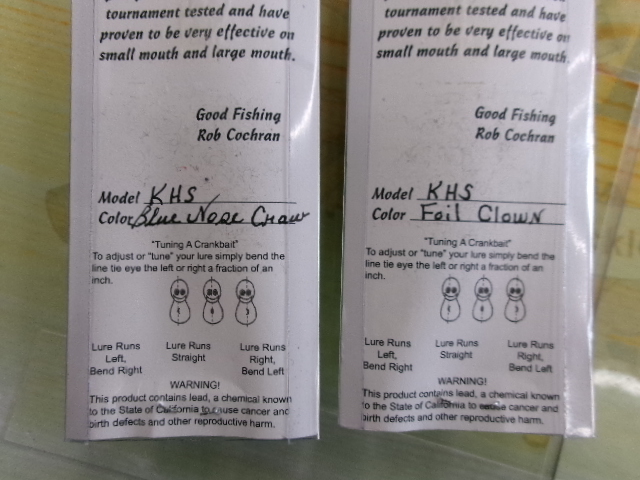 tournament tested and have
proven to be very effective on
small mouth and large mouth.
Good Fishing
Rob Cochran
Model KHS
Color Blue Nose Craw
"Tuning A Crankbait"
To adjust or "tune" your lure simply bend the
line tie eye the left or right a fraction of an
inch.
Lure Runs Left, Bend Right
Lure Runs Straight
Lure Runs Right, Bend Left
WARNING!
This product contains lead, a chemical known
to the State of California to cause cancer and
birth defects and other reproductive harm.
tournament tested and have
proven to be very effective on
small mouth and large mouth.
Good Fishing
Rob Cochran
Model KHS
Color Foil Clown
"Tuning A Crankbait"
To adjust or "tune" your lure simply bend the
line tie eye the left or right a fraction of an
inch.
Lure Runs Left, Bend Right
Lure Runs Straight
Lure Runs Right, Bend Left
WARNING!
This product contains lead, a chemical known
to the State of California to cause cancer and
birth defects and other reproductive harm.